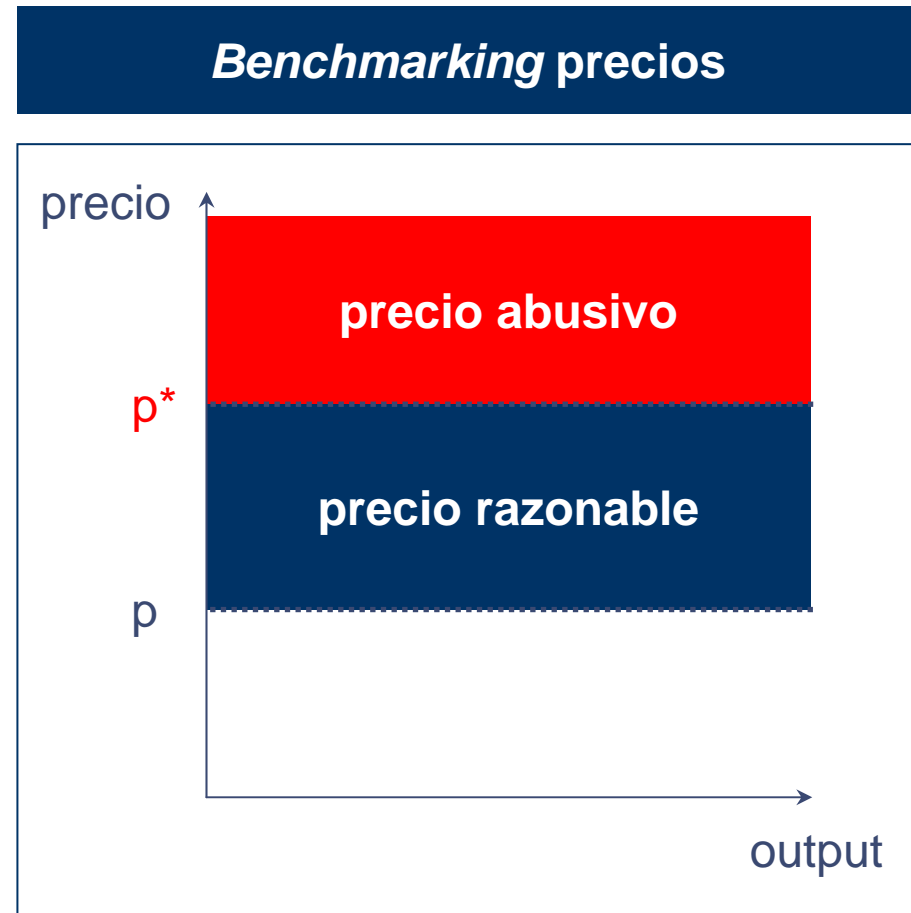 Benchmarking precios
precio
precio abusivo
p*
precio razonable
p
output